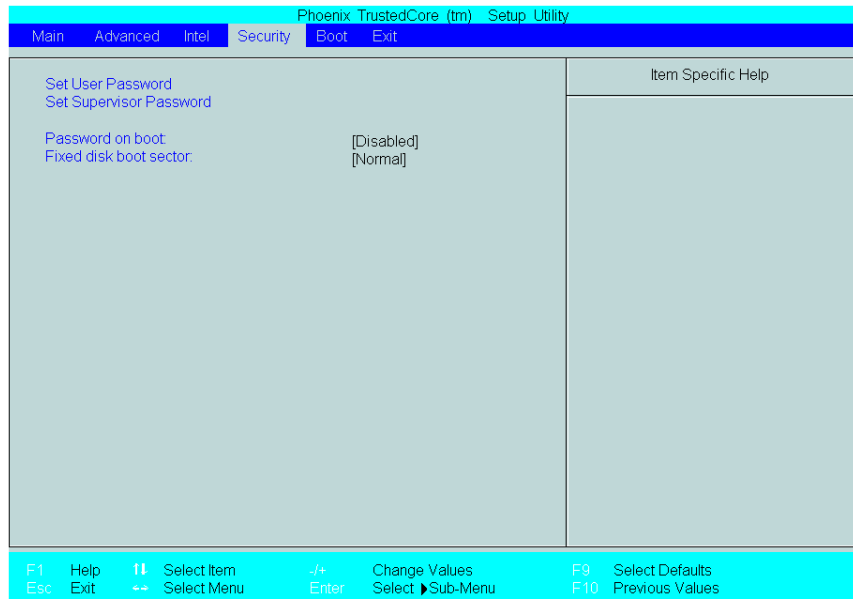 Phoenix TrustedCore (tm) Setup Utility
Main Advanced Intel Security Boot Exit
Item Specific Help
Set User Password
Set Supervisor Password
Password on boot: [Disabled]
Fixed disk boot sector: [Normal]
F1 Help ↑↓ Select Item -/+ Change Values F9 Select Defaults
Esc Exit ←→ Select Menu Enter Select ▶Sub-Menu F10 Previous Values